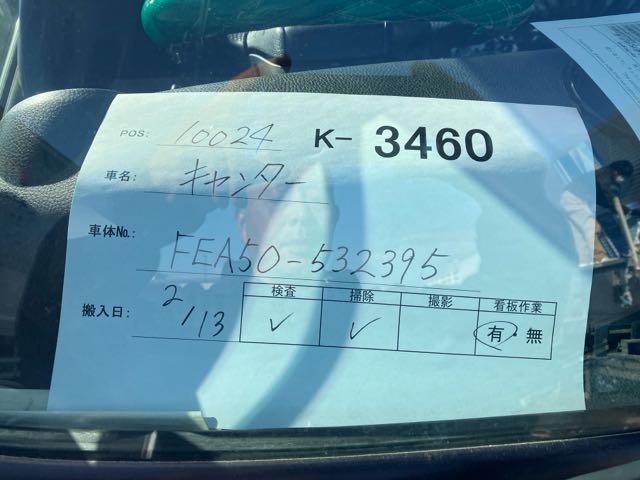 POS: 10024 K- 3460
車名: キャンター
車体No.: FEA50-532395
搬入日: 2/13
検査 掃除 撮影 看板作業
✓ ✓ 有・無